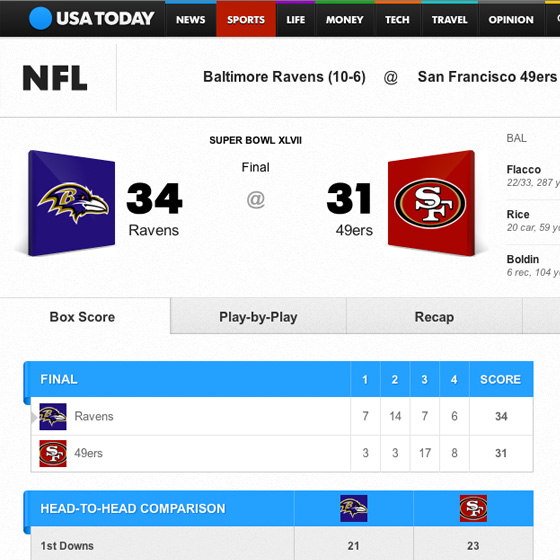 USA TODAY NEWS SPORTS LIFE MONEY TECH TRAVEL OPINION
NFL Baltimore Ravens (10-6) @ San Francisco 49ers
SUPER BOWL XLVII
BAL
Final
34 @ 31
Ravens 49ers
SF
Flacco
22/33, 287 y
Rice
20 car, 59 y
Boldin
6 rec, 104 y
Box Score Play-by-Play Recap
FINAL 1 2 3 4 SCORE
Ravens 7 14 7 6 34
49ers 3 3 17 8 31
HEAD-TO-HEAD COMPARISON
1st Downs 21 23